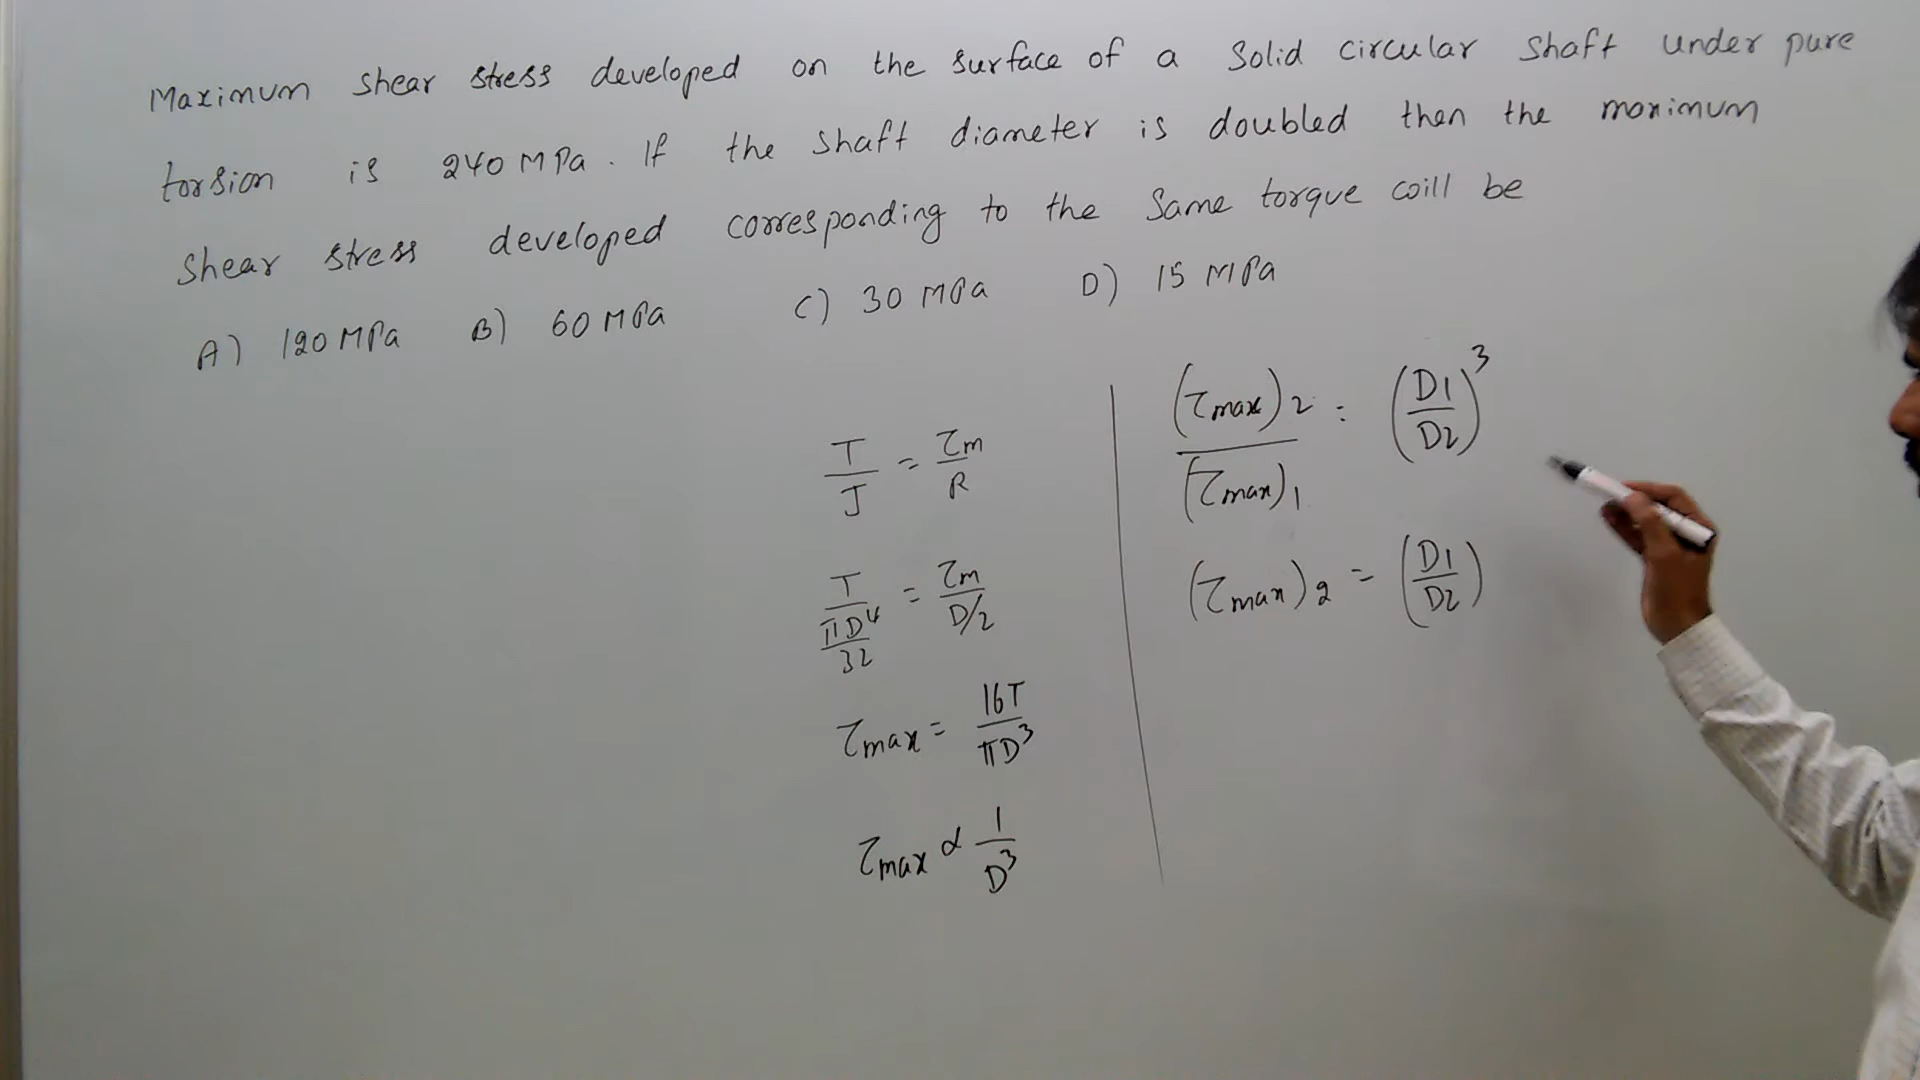 Maximum shear stress developed on the surface of a Solid circular shaft under pure
torsion is 240 MPa. If the shaft diameter is doubled then the maximum
shear stress developed corresponding to the same torque will be
A) 120 MPa B) 60 MPa C) 30 MPa D) 15 MPa
T/J = τm/R
T/(πD⁴/32) = τm/(D/2)
τmax = 16T/πD³
τmax ∝ 1/D³
(τmax)2/(τmax)1 = (D1/D2)³
(τmax)2 = (D1/D2)